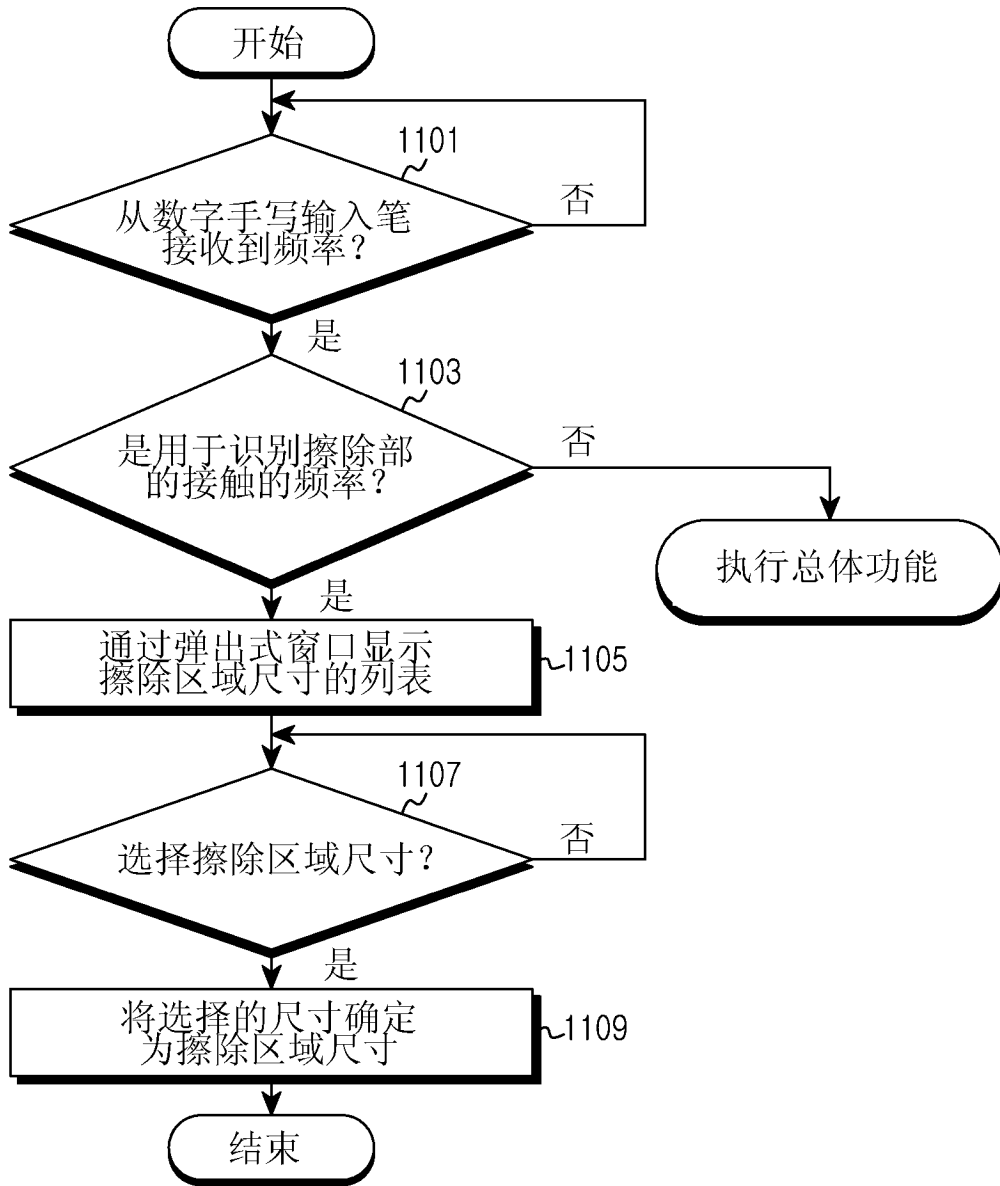 开始
1101
从数字手写输入笔
接收到频率?
否
是
1103
是用于识别擦除部
的接触的频率?
否
执行总体功能
是
通过弹出式窗口显示
擦除区域尺寸的列表
1105
1107
选择擦除区域尺寸?
否
是
将选择的尺寸确定
为擦除区域尺寸
1109
结束